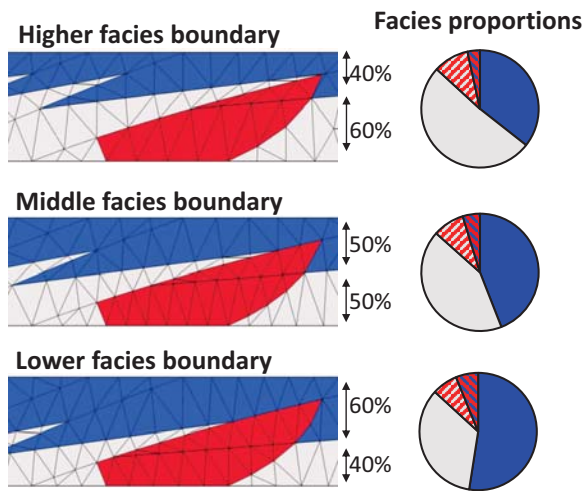 Facies proportions
Higher facies boundary
40%
60%
Middle facies boundary
50%
50%
Lower facies boundary
60%
40%